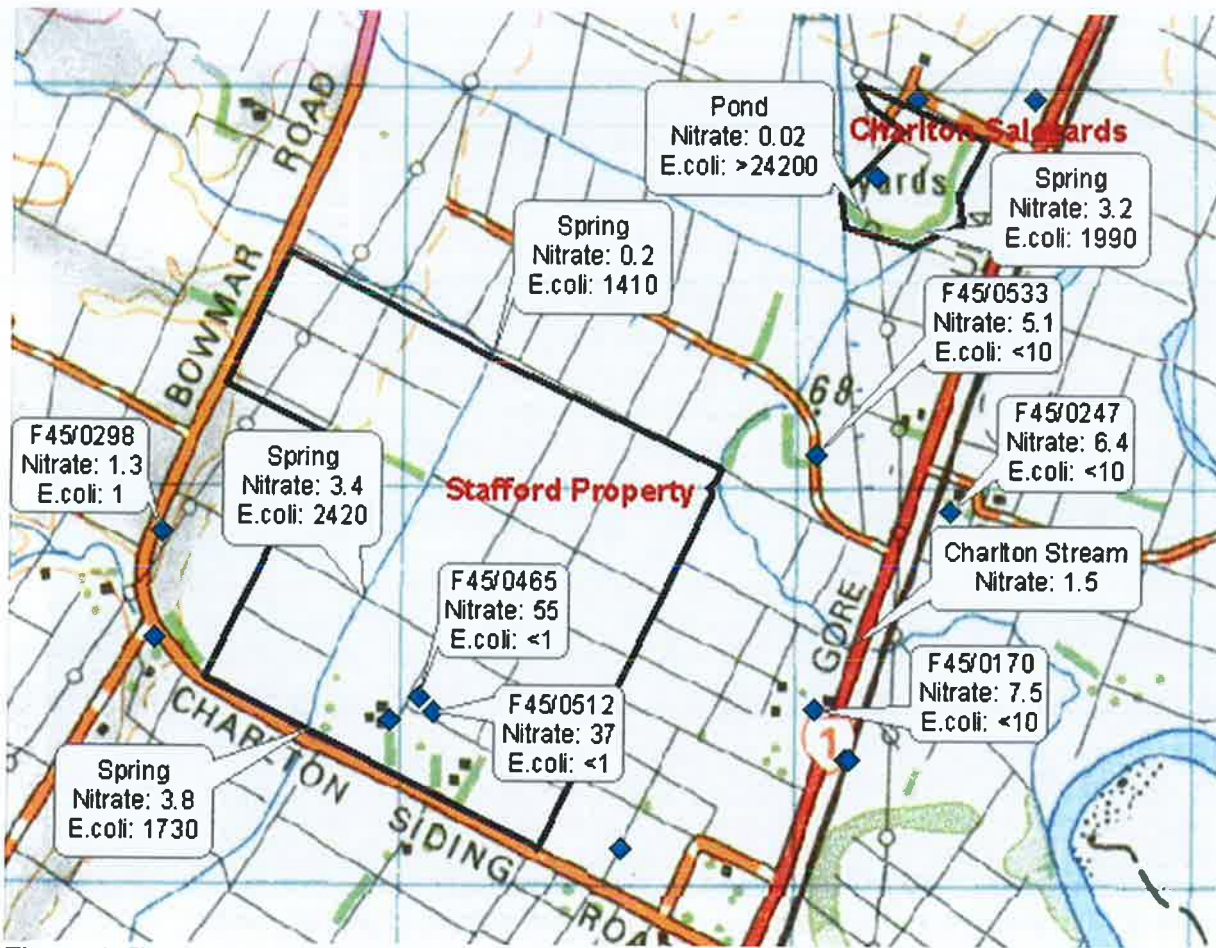 ROAD
Pond
Nitrate: 0.02
E.coli: >24200
Charlton Saleyards
yards
Spring
Nitrate: 3.2
E.coli: 1990
Spring
Nitrate: 0.2
E.coli: 1410
BOWMAR
F45/0533
Nitrate: 5.1
E.coli: <10
68
F45/0298
Nitrate: 1.3
E.coli: 1
Spring
Nitrate: 3.4
E.coli: 2420
F45/0247
Nitrate: 6.4
E.coli: <10
Stafford Property
Charlton Stream
Nitrate: 1.5
F45/0465
Nitrate: 55
E.coli: <1
GORE
F45/0170
Nitrate: 7.5
E.coli: <10
F45/0512
Nitrate: 37
E.coli: <1
1
CHARLTON
SIDING
Spring
Nitrate: 3.8
E.coli: 1730